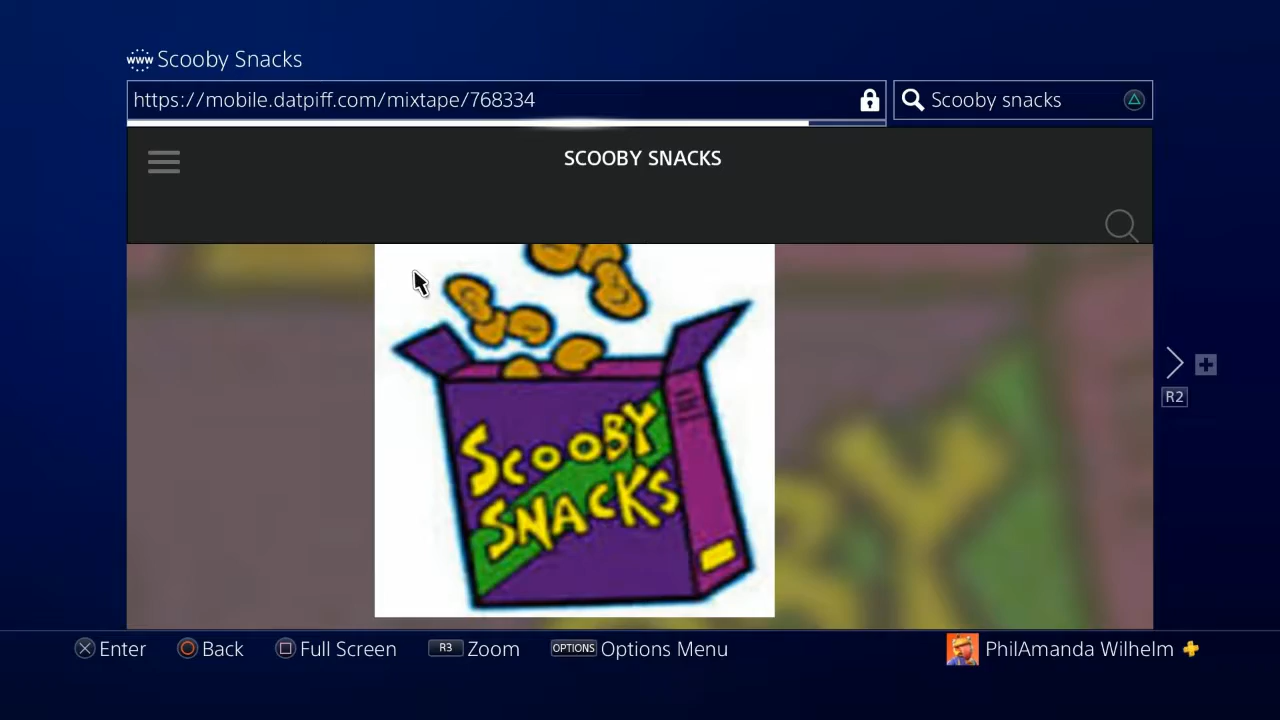 www Scooby Snacks
https://mobile.datpiff.com/mixtape/768334
Scooby snacks
SCOOBY SNACKS
SCOOBY
SNACKS
R2
Enter
Back
Full Screen
R3 Zoom
OPTIONS Options Menu
PhilAmanda Wilhelm